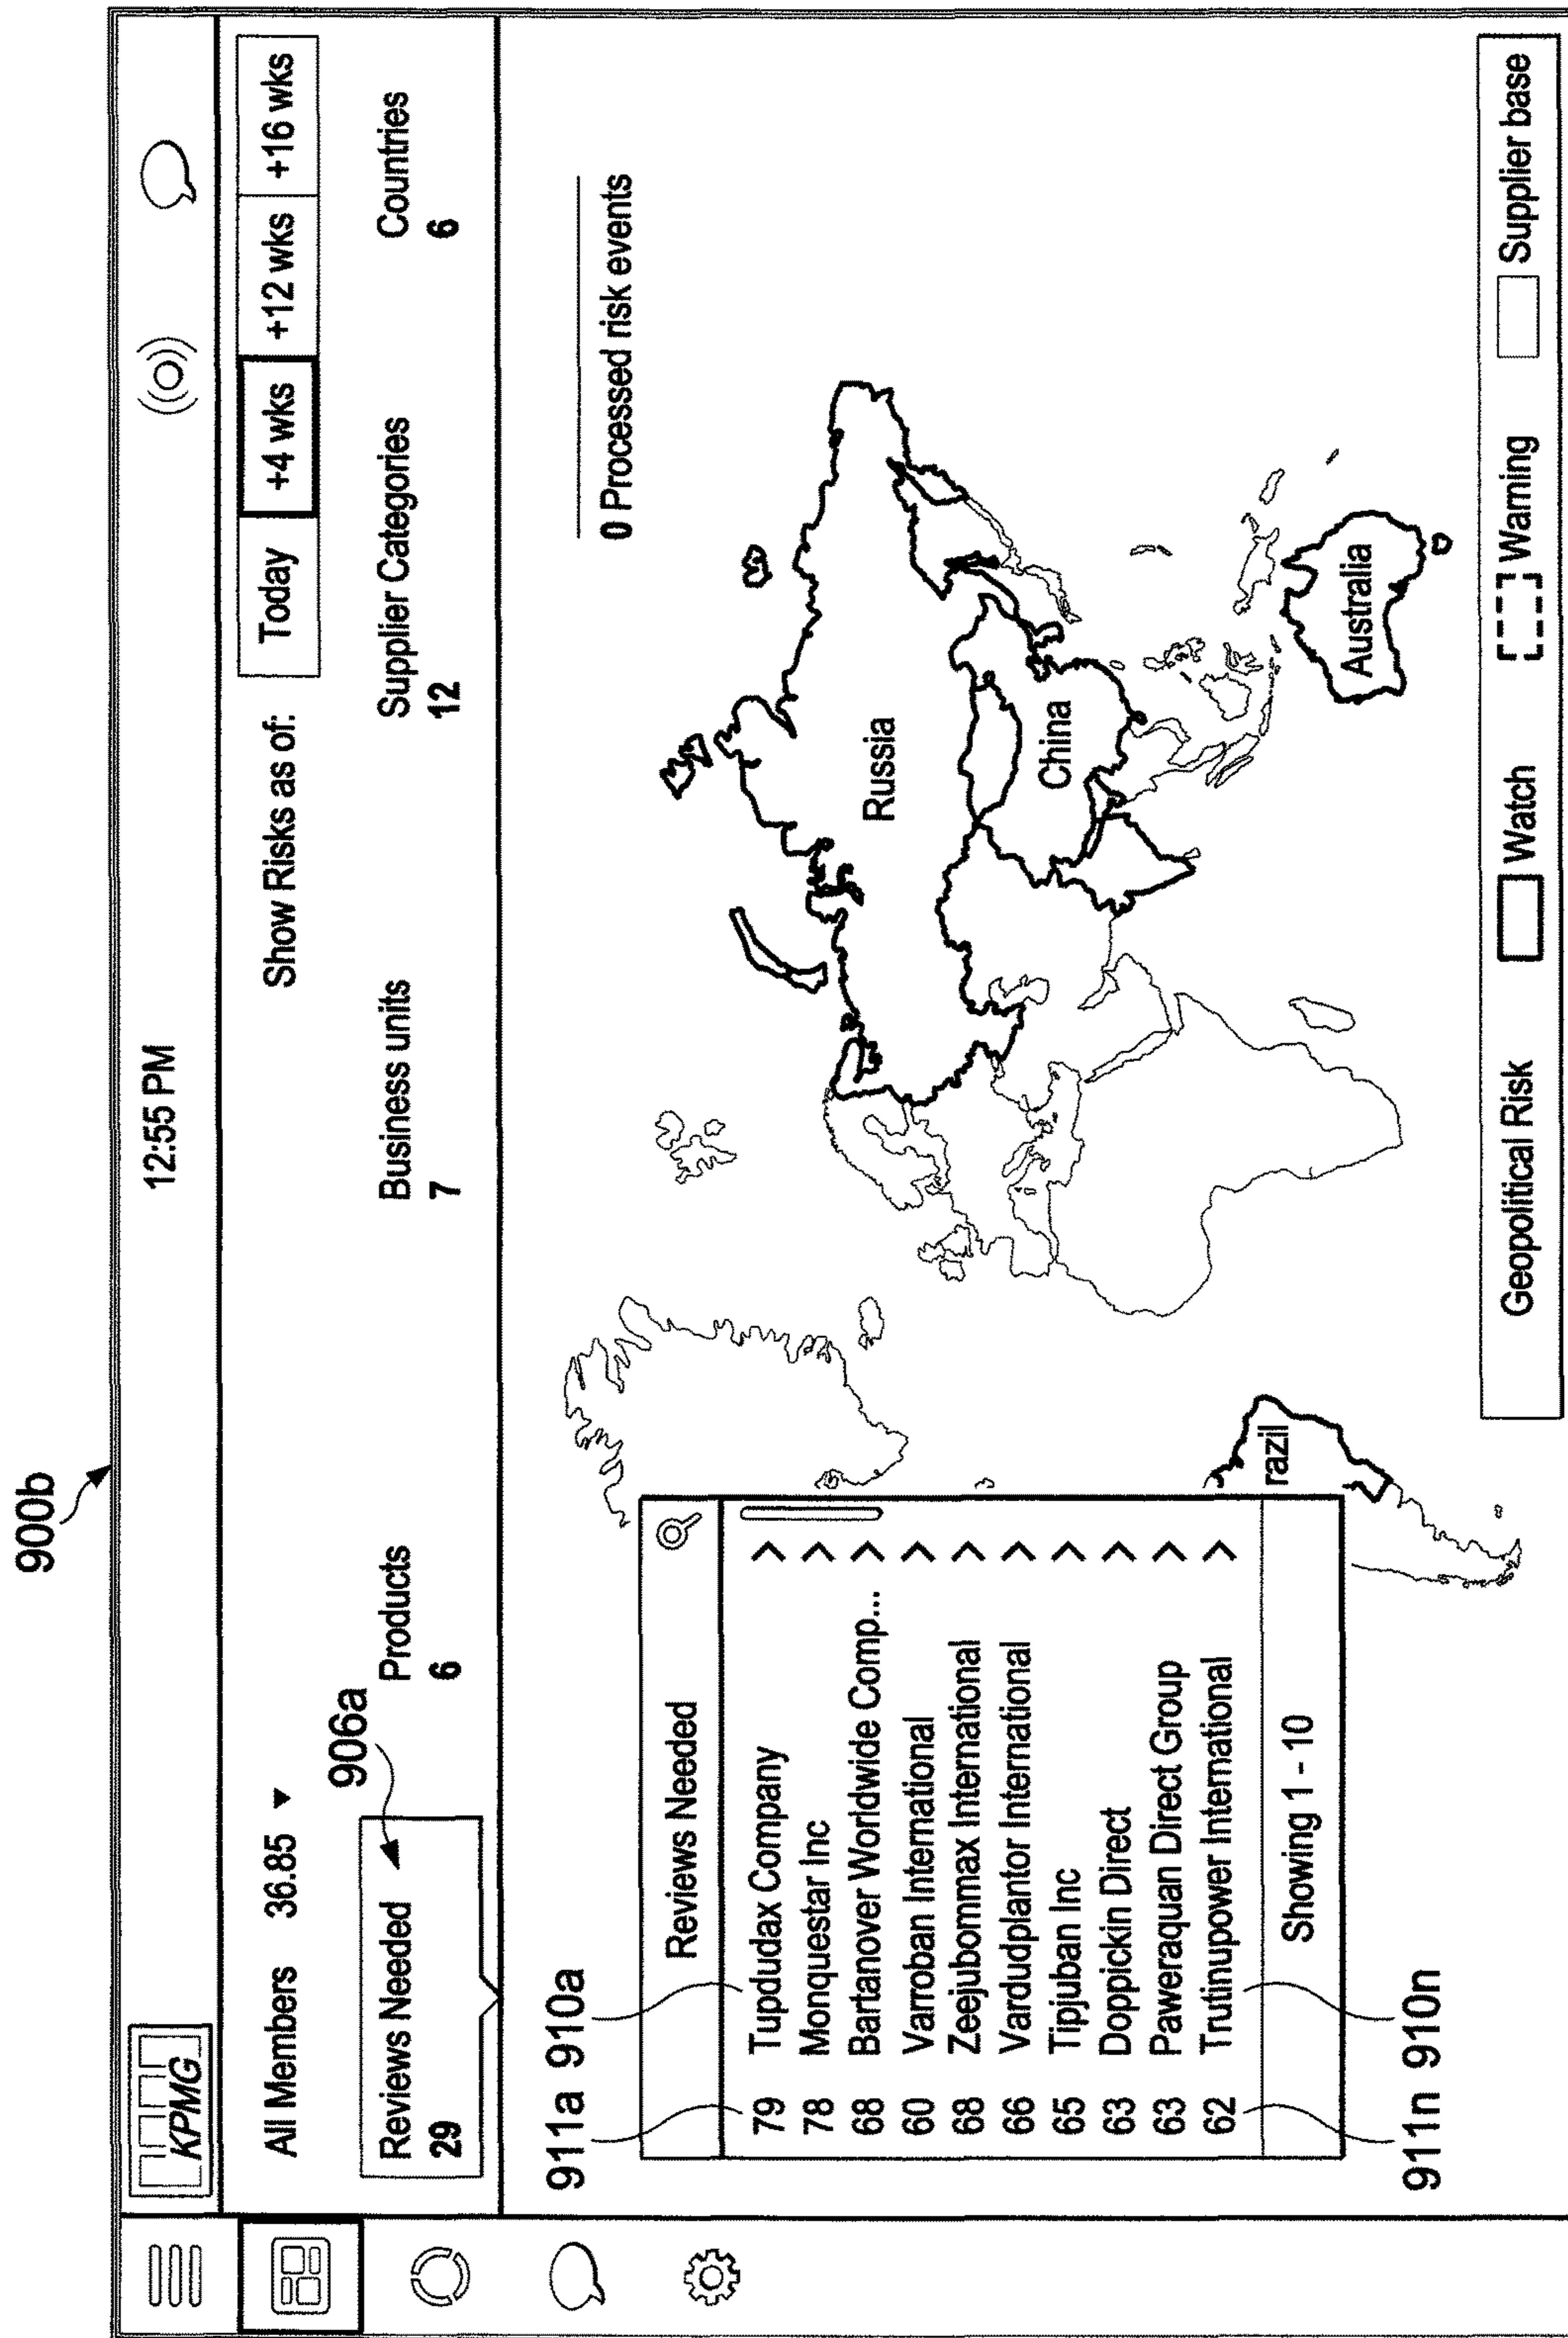 900b
KPMG
12:55 PM
All Members 36.85
Show Risks as of:
Today
+4 wks
+12 wks
+16 wks
906a
Reviews Needed
29
Products
6
Business units
7
Supplier Categories
12
Countries
6
0 Processed risk events
911a 910a
Reviews Needed
79 Tupdudax Company
78 Monquestar Inc
68 Bartanover Worldwide Comp...
60 Varroban International
68 Zeejubommax International
66 Vardudplantor International
65 Tipjuban Inc
63 Doppickin Direct
63 Paweraquan Direct Group
62 Trutinupower International
Showing 1 - 10
911n 910n
Russia
China
Australia
razil
Geopolitical Risk
Watch
Warning
Supplier base